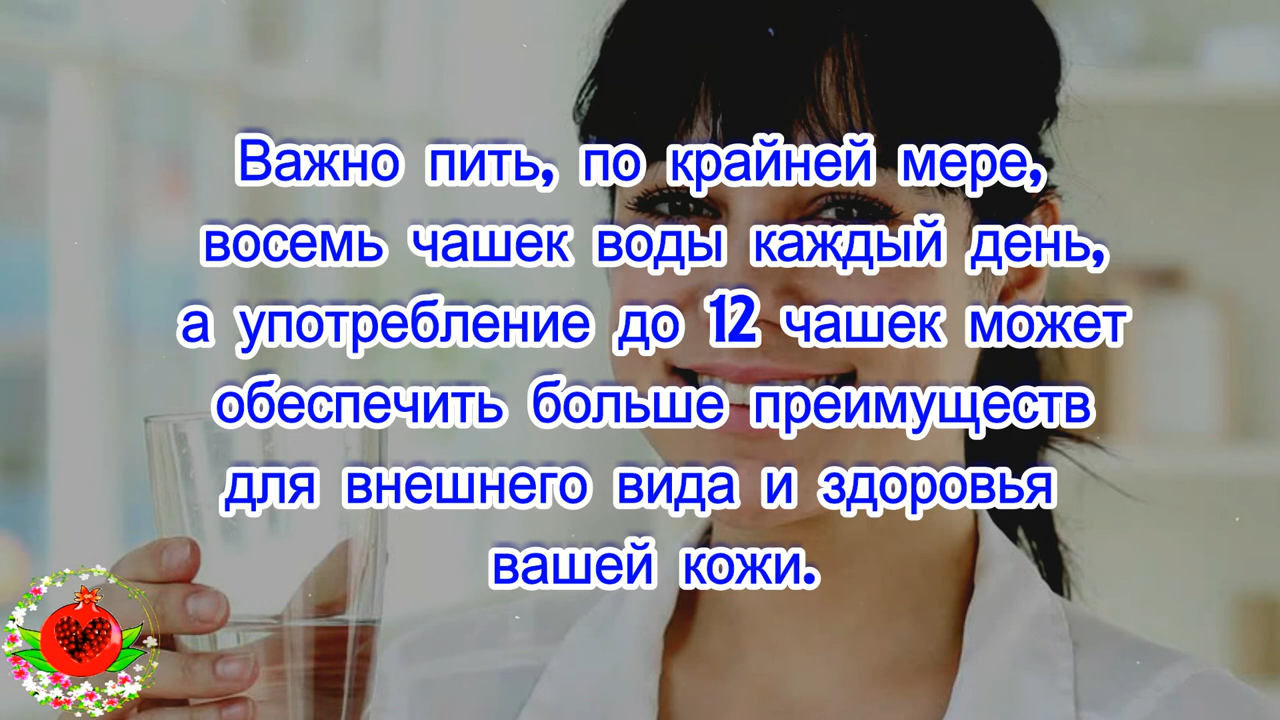 Важно пить, по крайней мере,
восемь чашек воды каждый день,
а употребление до 12 чашек может
обеспечить больше преимуществ
для внешнего вида и здоровья
вашей кожи.